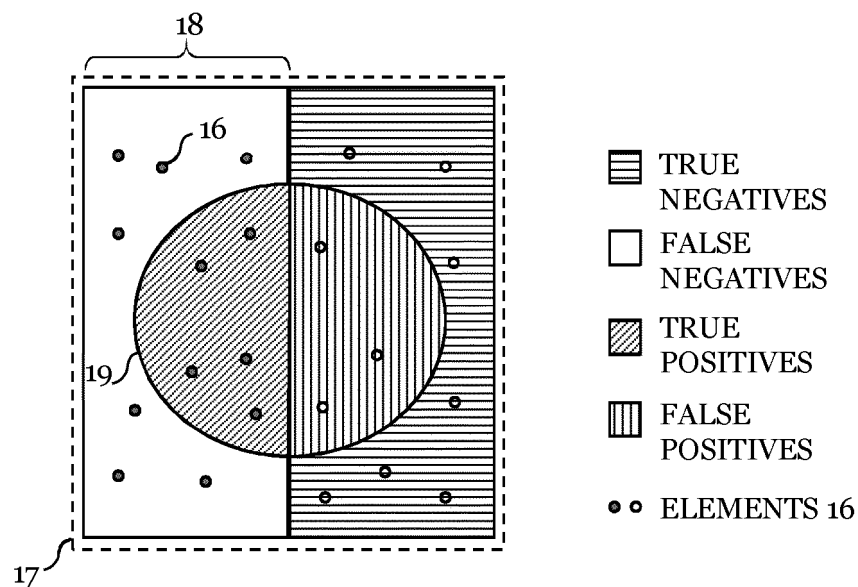 18
16
19
17
TRUE
NEGATIVES
FALSE
NEGATIVES
TRUE
POSITIVES
FALSE
POSITIVES
ELEMENTS 16